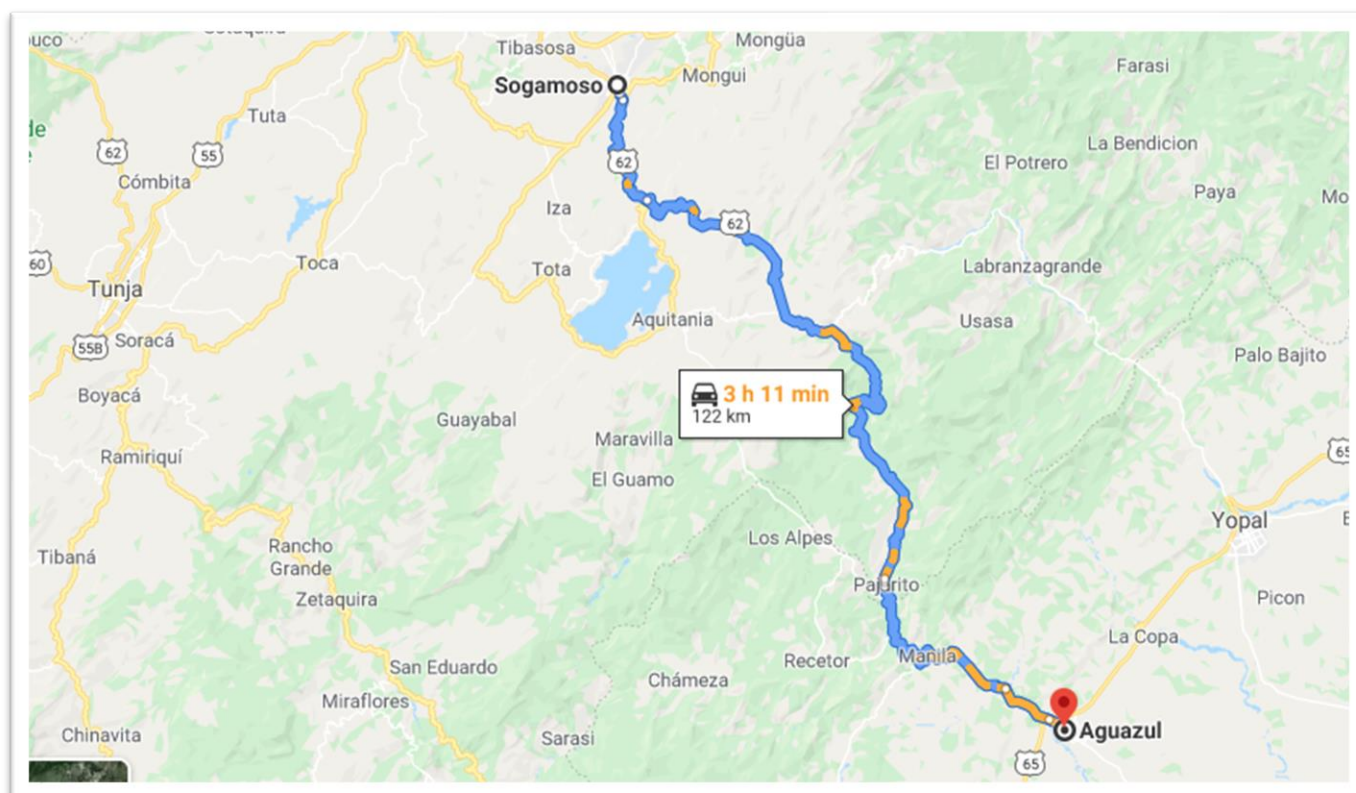 Tibasosa
Mongüa
Farasi
Sogamoso
Mongui
Tuta
62
55
La Bendicion
62
El Potrero
Cómbita
Paya
Mo
Iza
62
60
Toca
Tota
Labranzagrande
Tunja
Aquitania
Usasa
55B
Soracá
Palo Bajito
Boyacá
3 h 11 min
122 km
Guayabal
Maravilla
65
Ramiriquí
El Guamo
Yopal
Los Alpes
Rancho
Grande
Tibaná
Pajarito
Zetaquira
Picon
La Copa
Manila
Recetor
San Eduardo
Chámeza
Miraflores
Aguazul
Chinavita
Sarasi
65